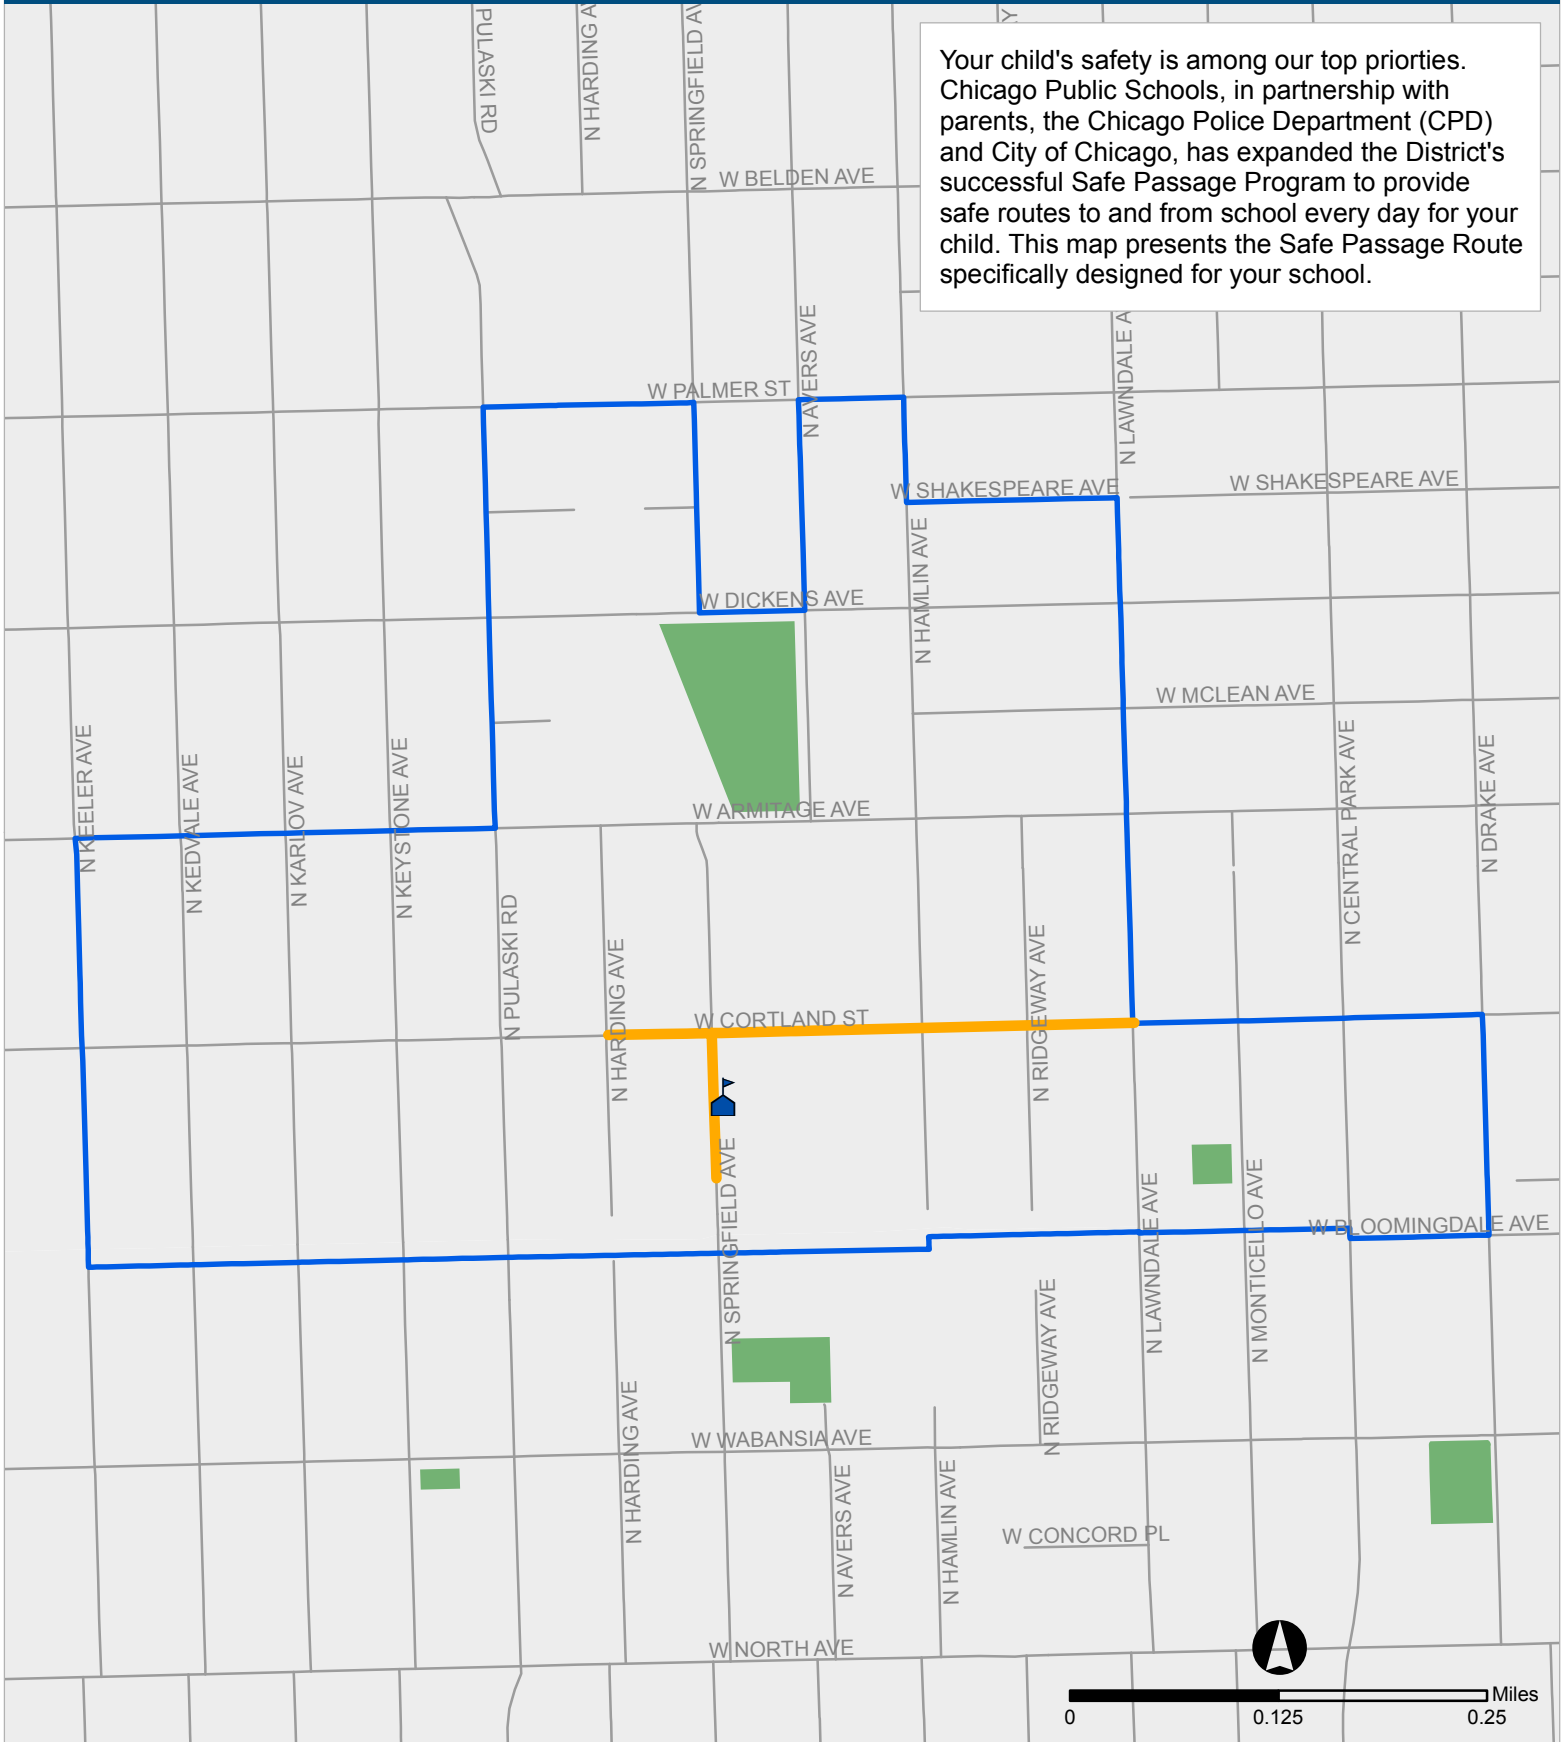 PULASKI RD
N HARDING AV
N SPRINGFIELD AV
Y
Your child's safety is among our top priorties.
Chicago Public Schools, in partnership with
parents, the Chicago Police Department (CPD)
and City of Chicago, has expanded the District's
successful Safe Passage Program to provide
safe routes to and from school every day for your
child. This map presents the Safe Passage Route
specifically designed for your school.
W BELDEN AVE
N AVERS AVE
N LAWNDALE A
W PALMER ST
W SHAKESPEARE AVE
W SHAKESPEARE AVE
N HAMLIN AVE
W DICKENS AVE
W MCLEAN AVE
N KEELER AVE
N KEDVALE AVE
N KARLOV AVE
N KEYSTONE AVE
N CENTRAL PARK AVE
N DRAKE AVE
W ARMITAGE AVE
N PULASKI RD
N HARDING AVE
N RIDGEWAY AVE
W CORTLAND ST
N SPRINGFIELD AVE
N LAWNDALE AVE
N MONTICELLO AVE
W BLOOMINGDALE AVE
N RIDGEWAY AVE
N HARDING AVE
W WABANSIA AVE
N AVERS AVE
N HAMLIN AVE
W CONCORD PL
W NORTH AVE
Miles
0
0.125
0.25